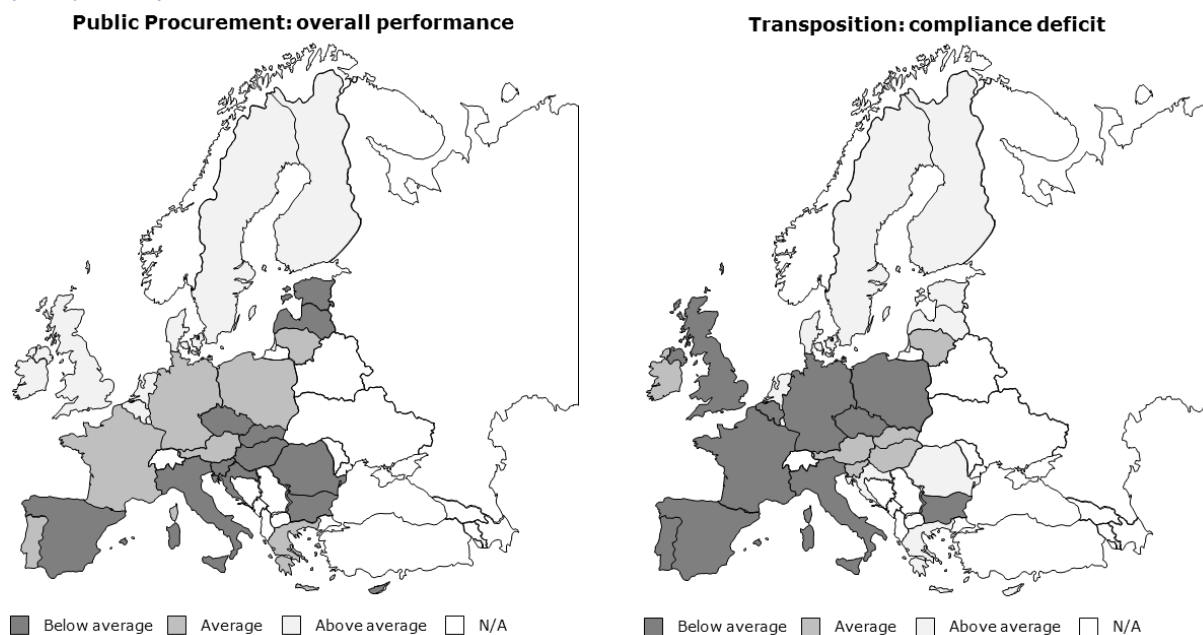 Public Procurement: overall performance
Transposition: compliance deficit
Below average
Average
Above average
N/A
Below average
Average
Above average
N/A